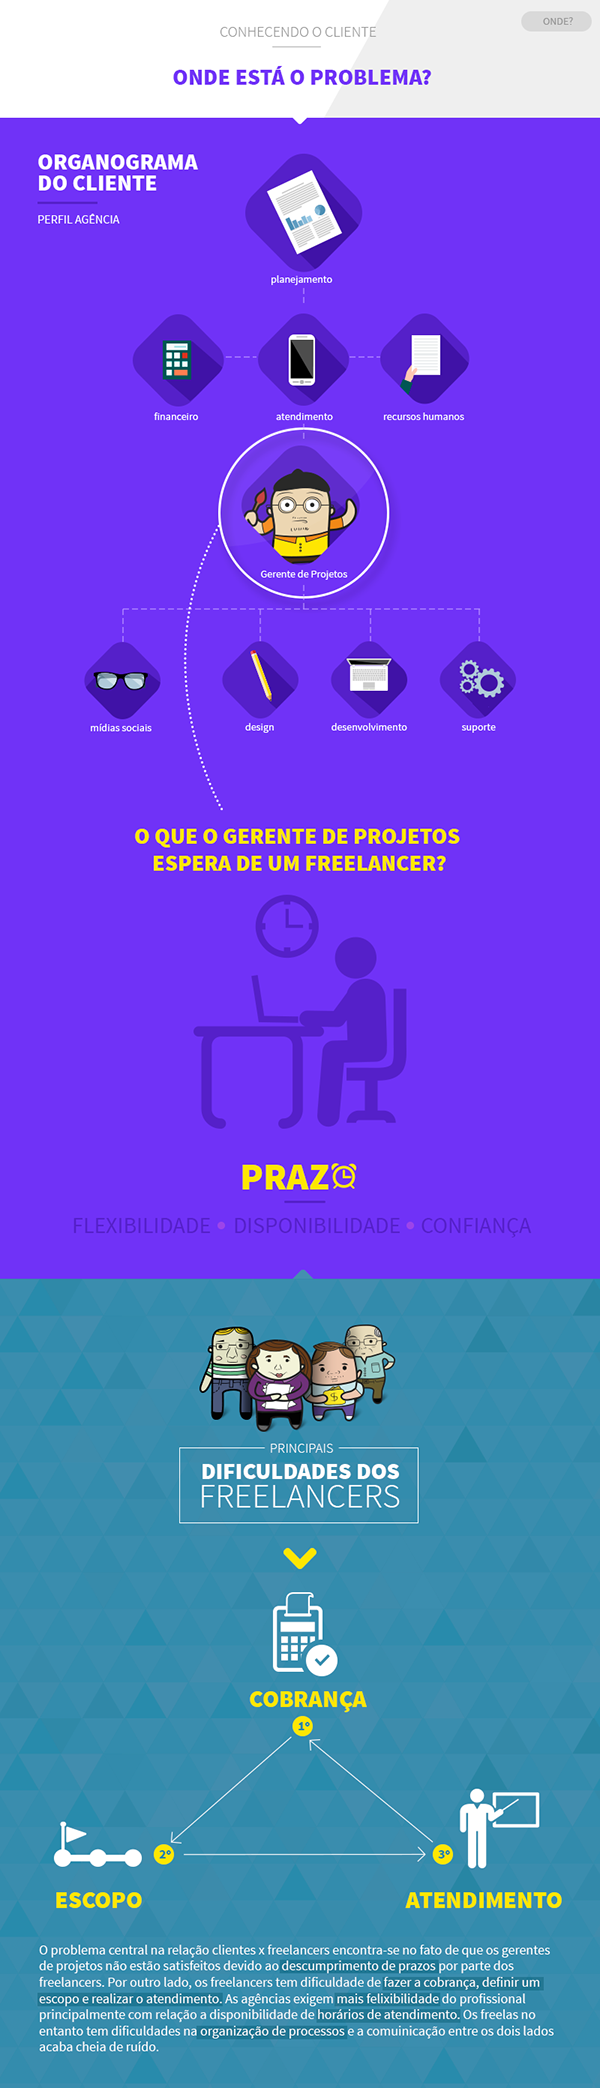 CONHECENDO O CLIENTE
ONDE?
ONDE ESTÁ O PROBLEMA?
ORGANOGRAMA
DO CLIENTE
PERFIL AGÊNCIA
planejamento
financeiro
atendimento
recursos humanos
Gerente de Projetos
mídias sociais
design
desenvolvimento
suporte
O QUE O GERENTE DE PROJETOS
ESPERA DE UM FREELANCER?
PRAZO
FLEXIBILIDADE • DISPONIBILIDADE • CONFIANÇA
$
PRINCIPAIS
DIFICULDADES DOS
FREELANCERS
COBRANÇA
1º
2º
3º
ESCOPO
ATENDIMENTO
O problema central na relação clientes x freelancers encontra-se no fato de que os gerentes
de projetos não estão satisfeitos devido ao descumprimento de prazos por parte dos
freelancers. Por outro lado, os freelancers tem dificuldade de fazer a cobrança, definir um
escopo e realizar o atendimento. As agências exigem mais felixibilidade do profissional
principalmente com relação a disponibilidade de horários de atendimento. Os freelas no
entanto tem dificuldades na organização de processos e a comuinicação entre os dois lados
acaba cheia de ruído.